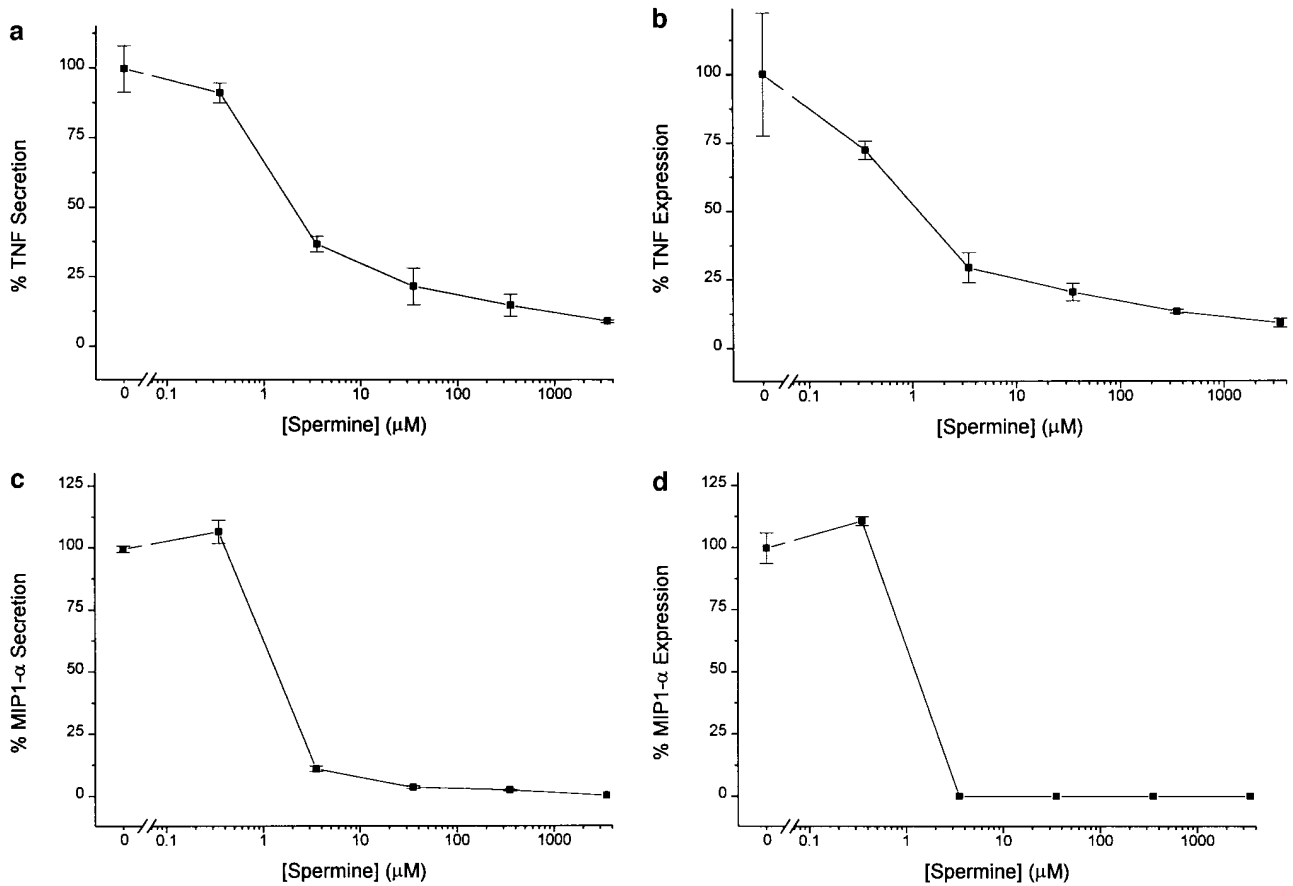 a
% TNF Secretion
100
75
50
25
0
0 0.1 1 10 100 1000
[Spermine] (μM)
b
% TNF Expression
100
75
50
25
0
0 0.1 1 10 100 1000
[Spermine] (μM)
c
% MIP1-α Secretion
125
100
75
50
25
0
0 0.1 1 10 100 1000
[Spermine] (μM)
d
% MIP1-α Expression
125
100
75
50
25
0
0 0.1 1 10 100 1000
[Spermine] (μM)